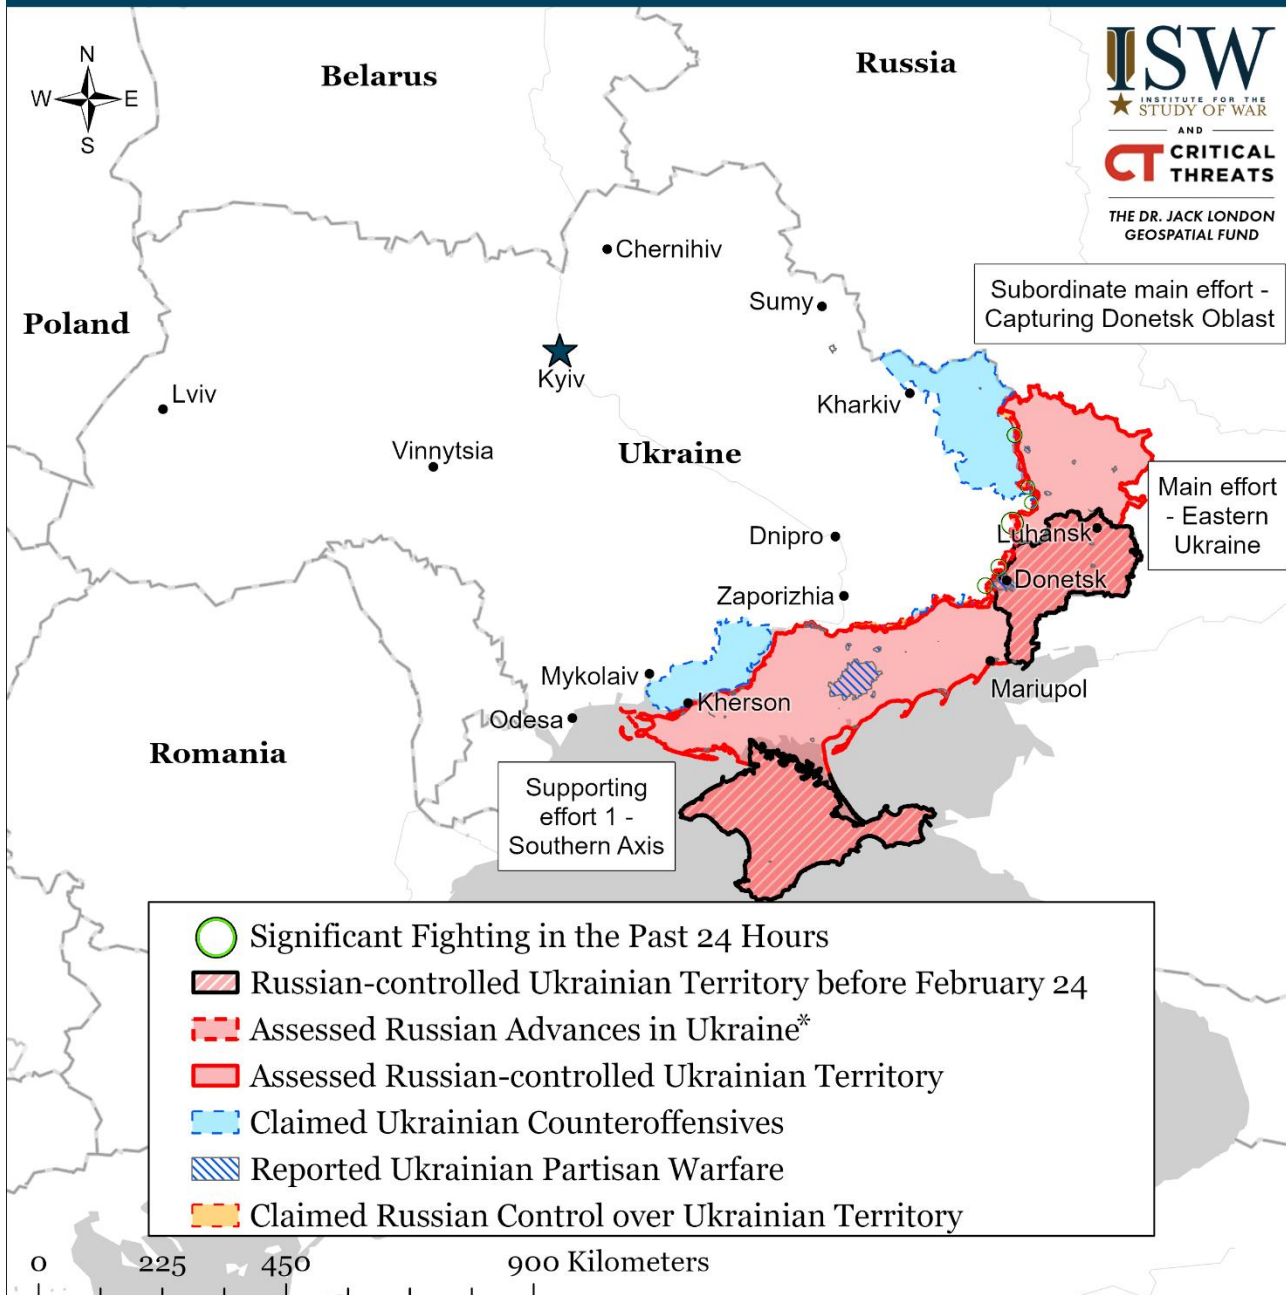 N
W
E
S
Belarus
Russia
ISW
INSTITUTE FOR THE
STUDY OF WAR
AND
CT CRITICAL
THREATS
THE DR. JACK LONDON
GEOSPATIAL FUND
Chernihiv
Sumy
Subordinate main effort -
Capturing Donetsk Oblast
Poland
Kyiv
Lviv
Kharkiv
Vinnytsia
Ukraine
Main effort
- Eastern
Ukraine
Dnipro
Luhansk
Donetsk
Zaporizhia
Mykolaiv
Mariupol
Kherson
Odesa
Romania
Supporting
effort 1 -
Southern Axis
Significant Fighting in the Past 24 Hours
Russian-controlled Ukrainian Territory before February 24
Assessed Russian Advances in Ukraine*
Assessed Russian-controlled Ukrainian Territory
Claimed Ukrainian Counteroffensives
Reported Ukrainian Partisan Warfare
Claimed Russian Control over Ukrainian Territory
0 225 450 900 Kilometers